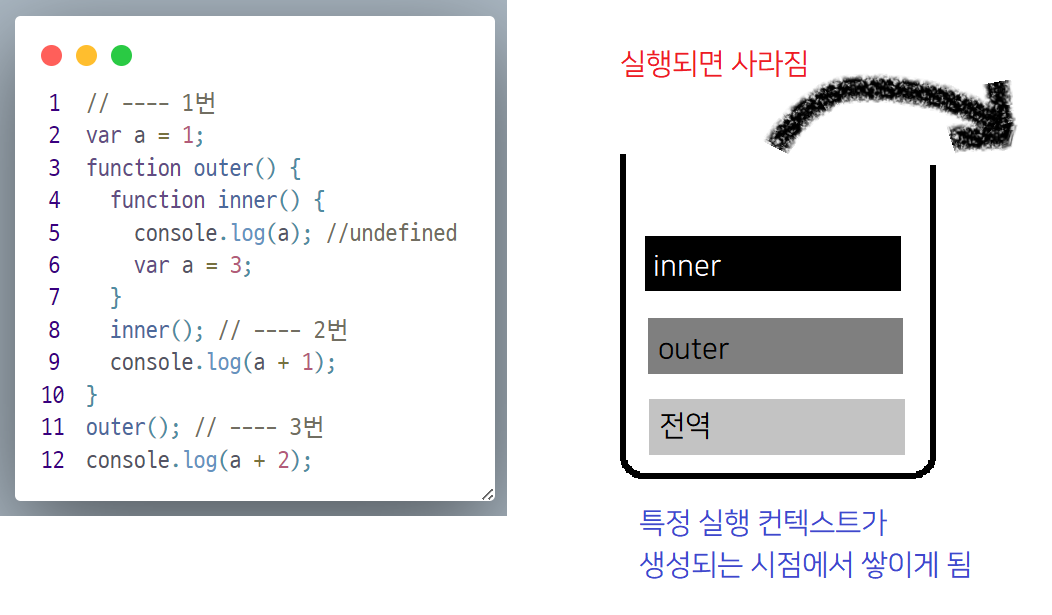 1 // ---- 1번
2 var a = 1;
3 function outer() {
4 function inner() {
5 console.log(a); //undefined
6 var a = 3;
7 }
8 inner(); // ---- 2번
9 console.log(a + 1);
10 }
11 outer(); // ---- 3번
12 console.log(a + 2);
실행되면 사라짐
inner
outer
전역
특정 실행 컨텍스트가
생성되는 시점에서 쌓이게 됨